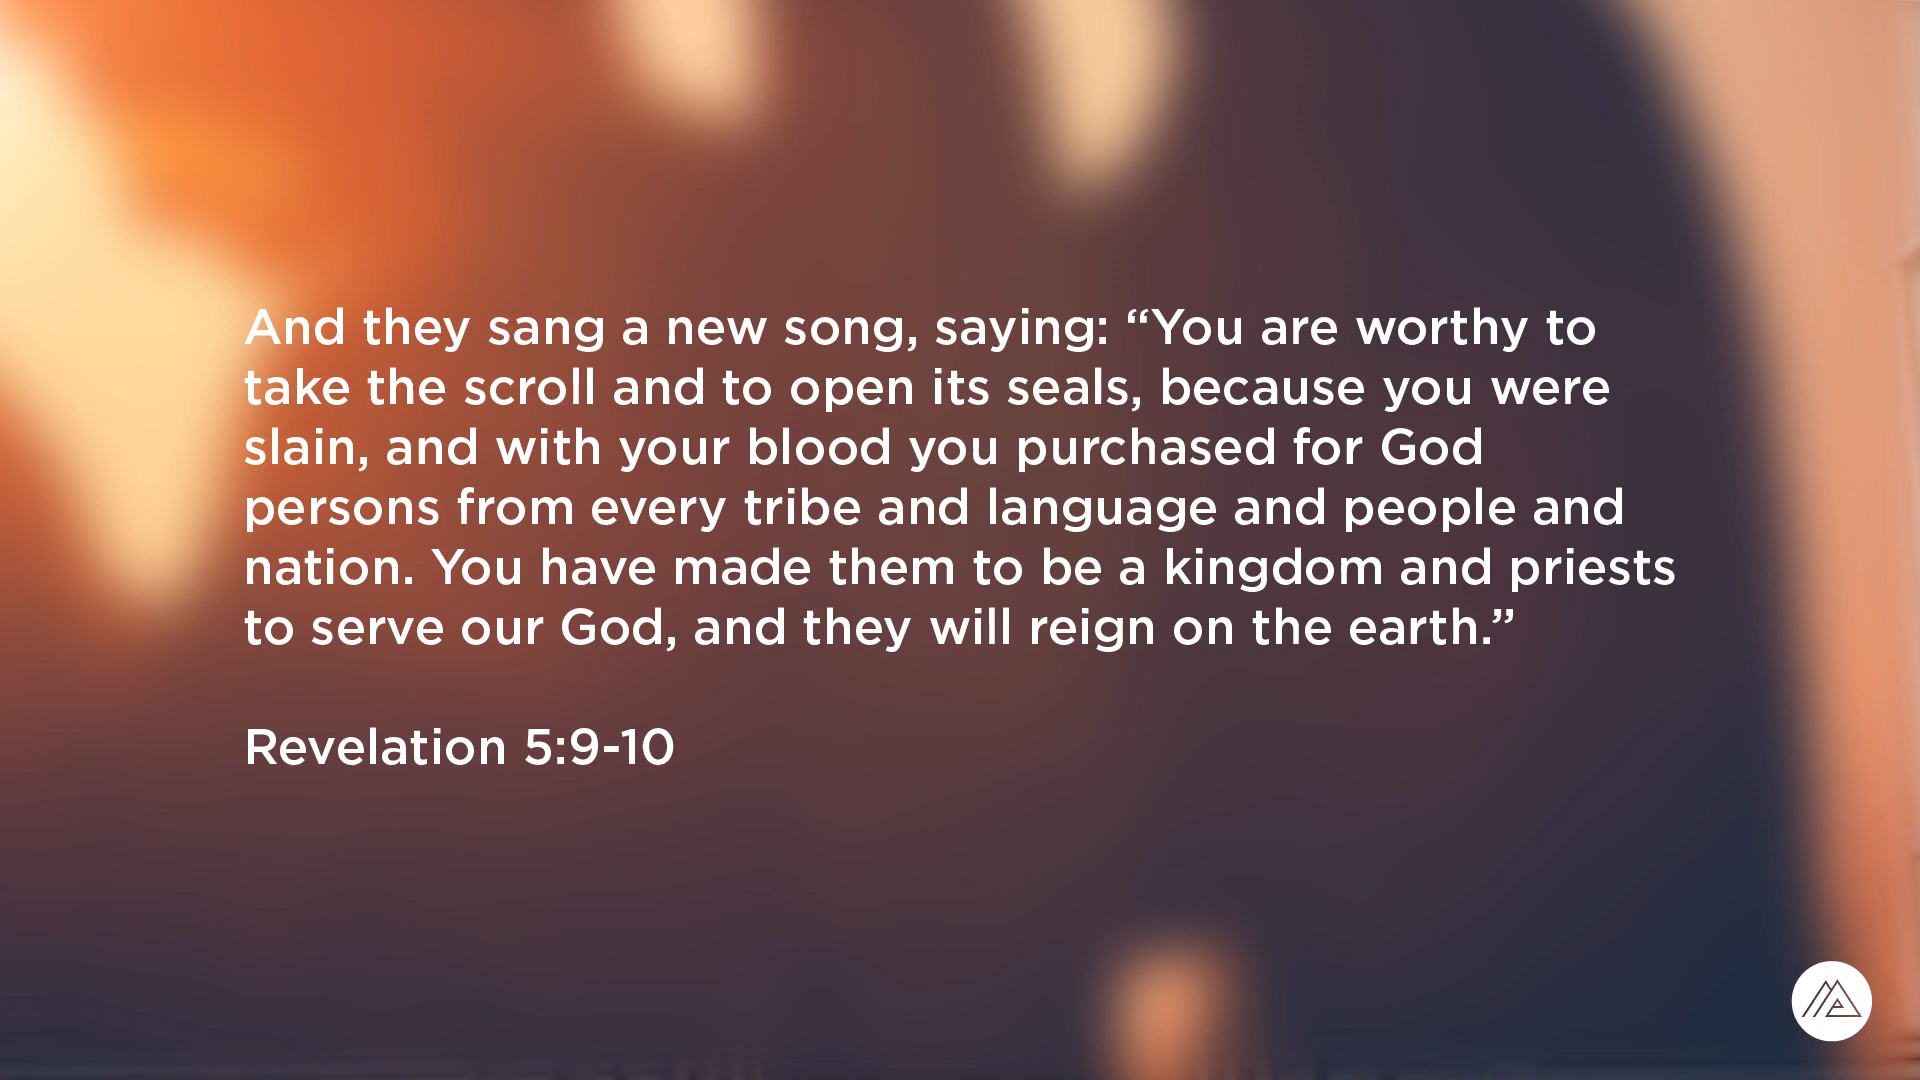 And they sang a new song, saying: “You are worthy to
take the scroll and to open its seals, because you were
slain, and with your blood you purchased for God
persons from every tribe and language and people and
nation. You have made them to be a kingdom and priests
to serve our God, and they will reign on the earth.”
Revelation 5:9-10